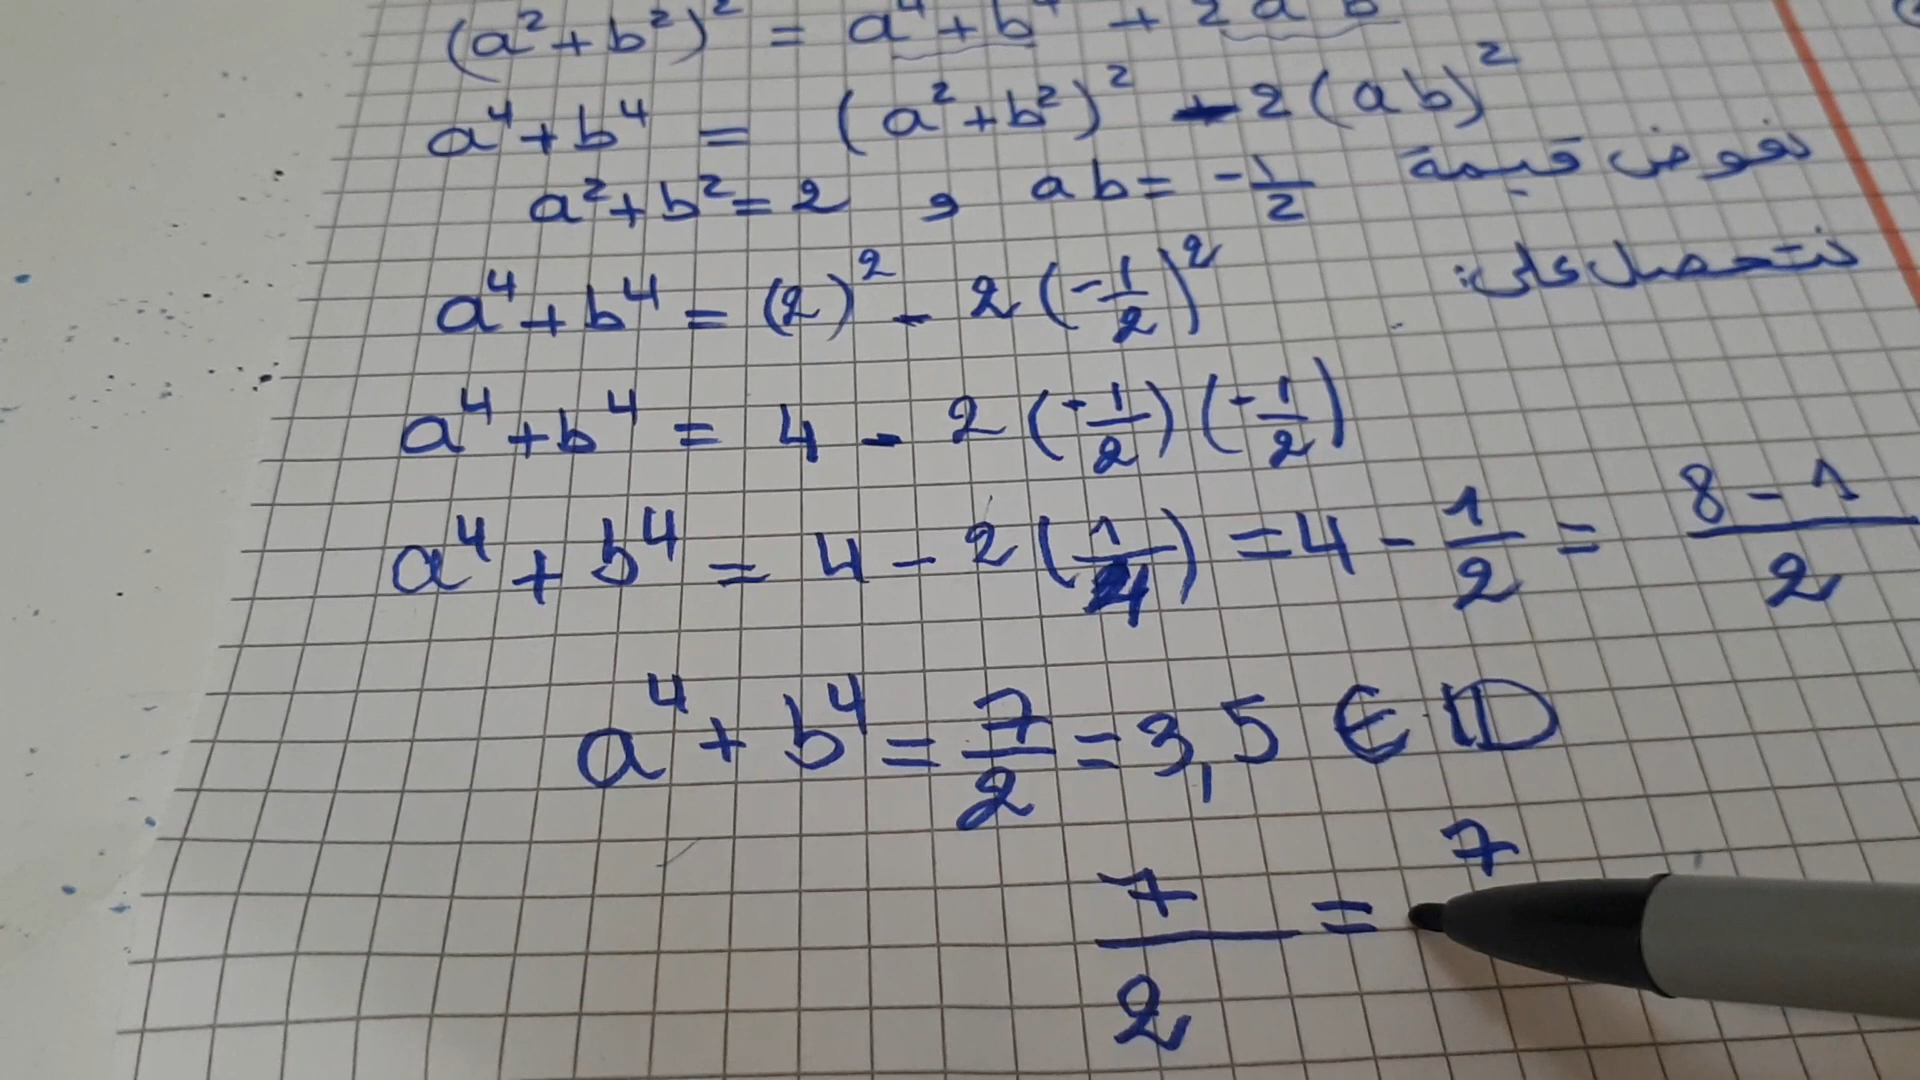 (a² + b²)² = a⁴ + b⁴ + 2a b
a⁴ + b⁴ = (a² + b²)² - 2(ab)²
نعوض قيمة
a² + b² = 2 و ab = -1/2
نتحصل على:
a⁴ + b⁴ = (2)² - 2(-1/2)²
a⁴ + b⁴ = 4 - 2(-1/2)(-1/2)
a⁴ + b⁴ = 4 - 2(1/4) = 4 - 1/2 = 8 - 1/2
a⁴ + b⁴ = 7/2 = 3,5 ∈ ID
7/2 = 7